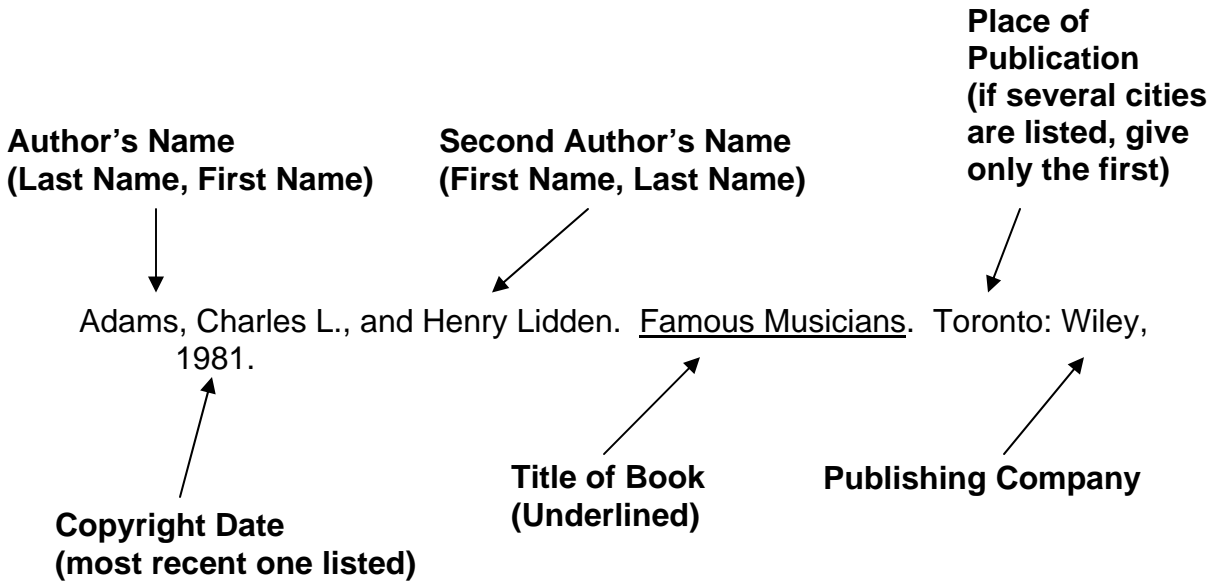 Place of
Publication
(if several cities
are listed, give
only the first)
Author’s Name
(Last Name, First Name)
Second Author’s Name
(First Name, Last Name)
Adams, Charles L., and Henry Lidden.  Famous Musicians.  Toronto: Wiley,
1981.
Title of Book
(Underlined)
Publishing Company
Copyright Date
(most recent one listed)